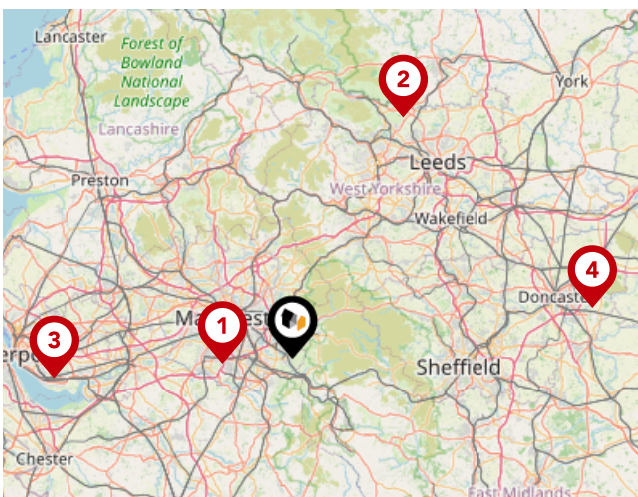 Lancaster
Forest of
Bowland
National
Landscape
2
York
Lancashire
Leeds
Preston
West Yorkshire
Wakefield
4
Doncaste
1
3
Sheffield
Chester
East Midlands